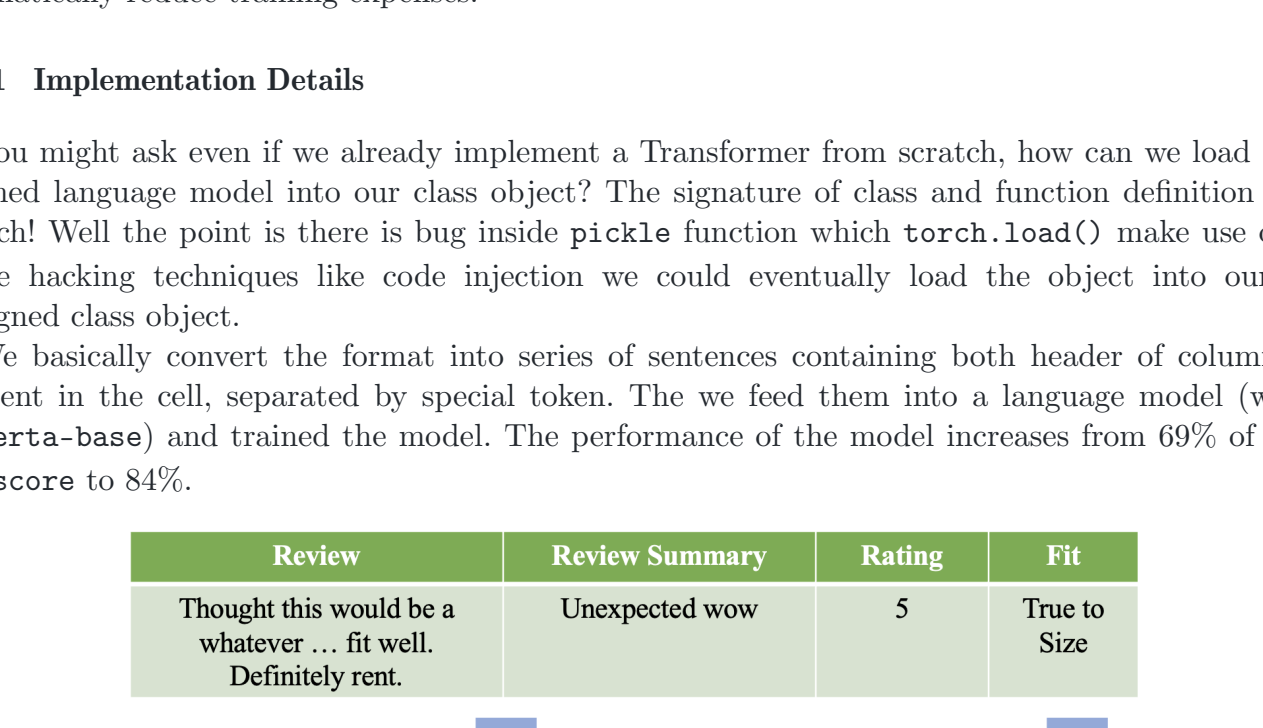 matically reduce training expenses.
1 Implementation Details
ou might ask even if we already implement a Transformer from scratch, how can we load
ned language model into our class object? The signature of class and function definition
ch! Well the point is there is bug inside pickle function which torch.load() make use o
e hacking techniques like code injection we could eventually load the object into our
gned class object.
We basically convert the format into series of sentences containing both header of colum
ent in the cell, separated by special token. The we feed them into a language model (w
erta-base) and trained the model. The performance of the model increases from 69% of
score to 84%.
Review Review Summary Rating Fit
Thought this would be a Unexpected wow 5 True to
whatever … fit well. Size
Definitely rent.